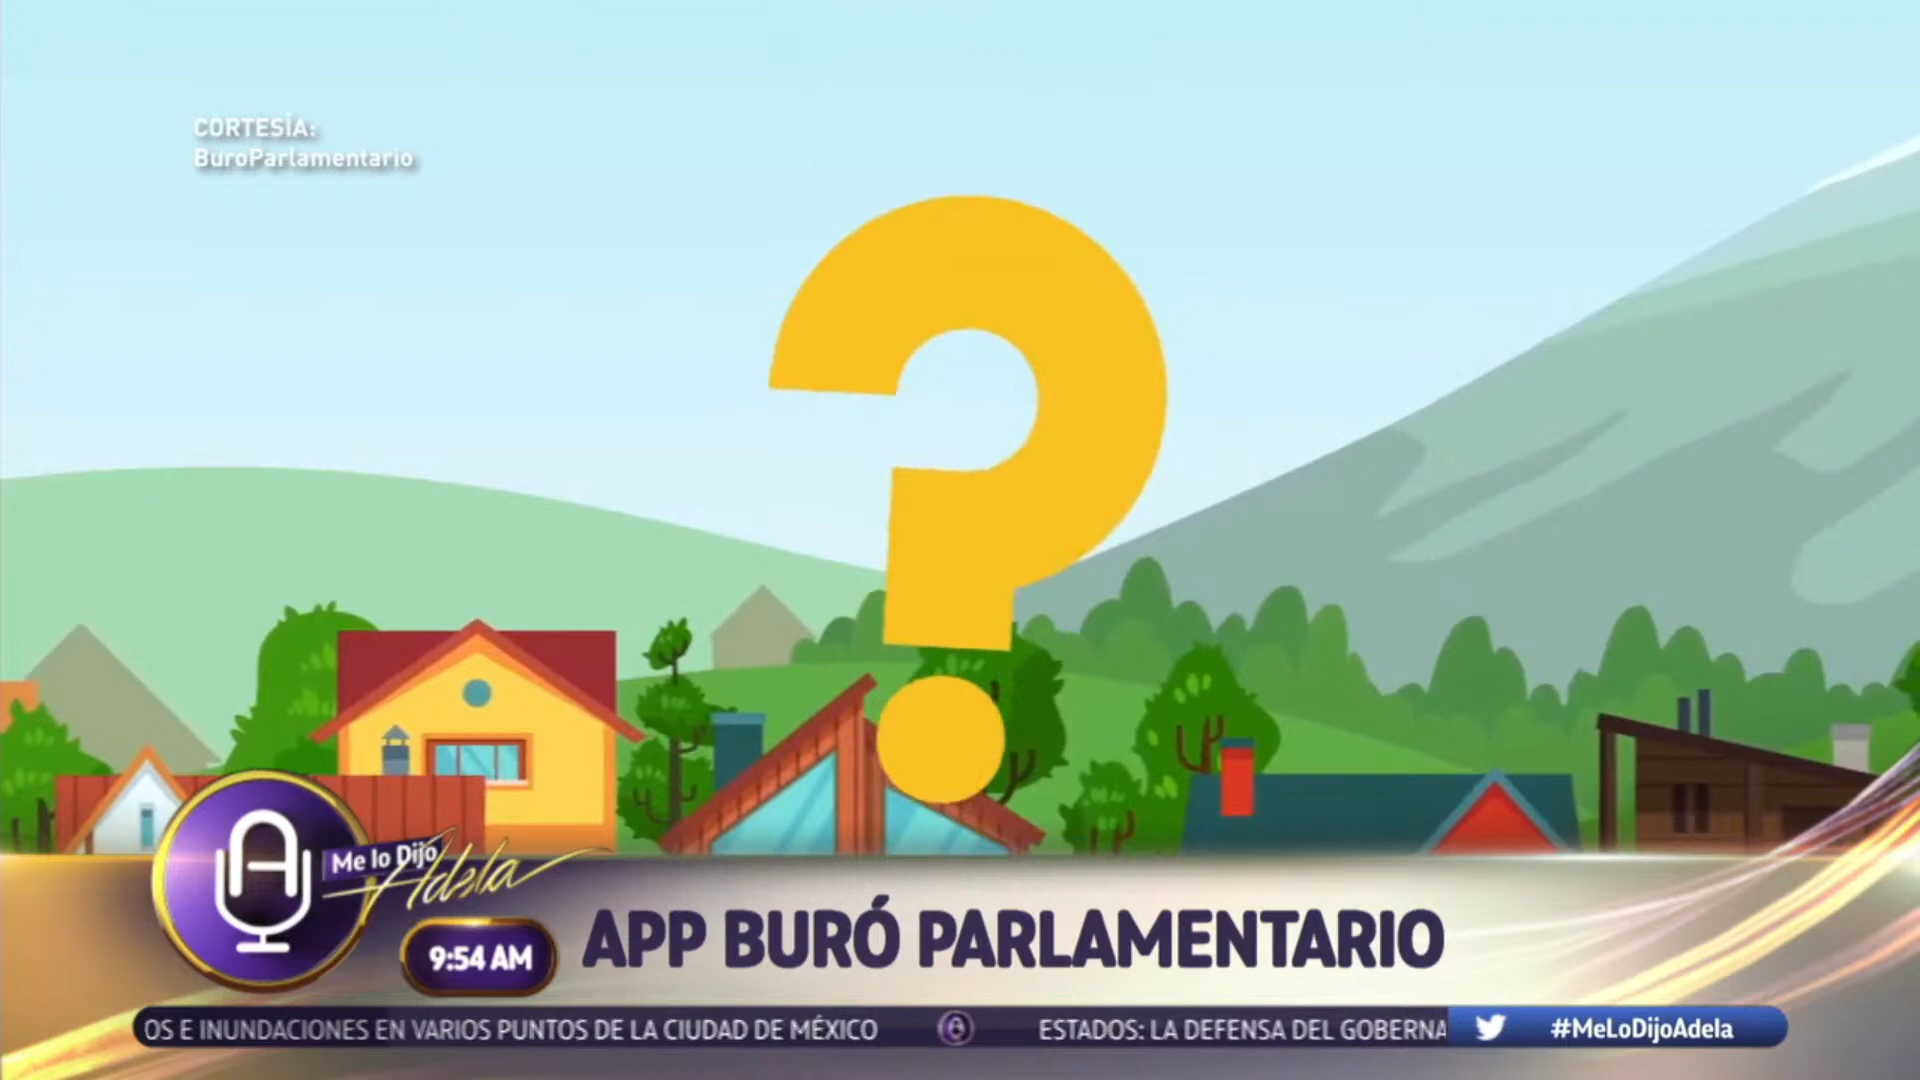 CORTESÍA:
BuroParlamentario
Me lo Dijo
Adela
9:54 AM
APP BURÓ PARLAMENTARIO
OS E INUNDACIONES EN VARIOS PUNTOS DE LA CIUDAD DE MÉXICO
ESTADOS: LA DEFENSA DEL GOBERNA
#MeLoDijoAdela